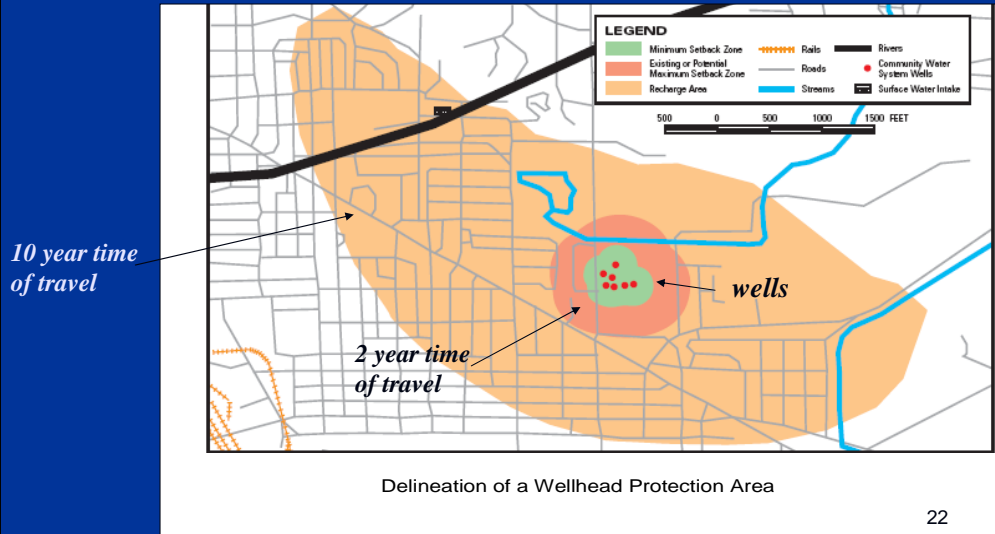 LEGEND
Minimum Setback Zone
Existing or Potential
Maximum Setback Zone
Recharge Area
Rails
Roads
Streams
Rivers
Community Water
System Wells
Surface Water Intake
500 0 500 1000 1500 FEET
10 year time
of travel
wells
2 year time
of travel
Delineation of a Wellhead Protection Area
22